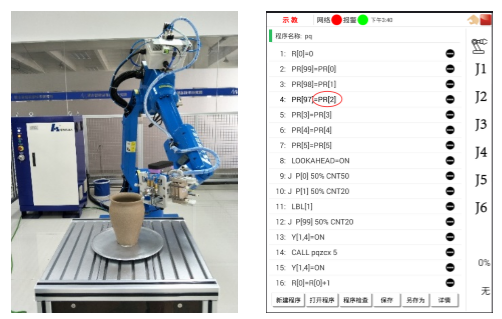 示教 网络 报警 下午3:40
程序名称: pq
1: R[0]=0
2: PR[99]=PR[0]
3: PR[98]=PR[1]
4: PR[97]=PR[2]
5: PR[3]=PR[3]
6: PR[4]=PR[4]
7: PR[5]=PR[5]
8: LOOKAHEAD=ON
9: J P[0] 50% CNT50
10: J P[1] 50% CNT20
11: LBL[1]
12: J P[99] 50% CNT20
13: Y[1,4]=ON
14: CALL pqzcx 5
15: Y[1,4]=ON
16: R[0]=R[0]+1
新建程序 打开程序 程序检查 保存 另存为 详情
J1
J2
J3
J4
J5
J6
0%
无